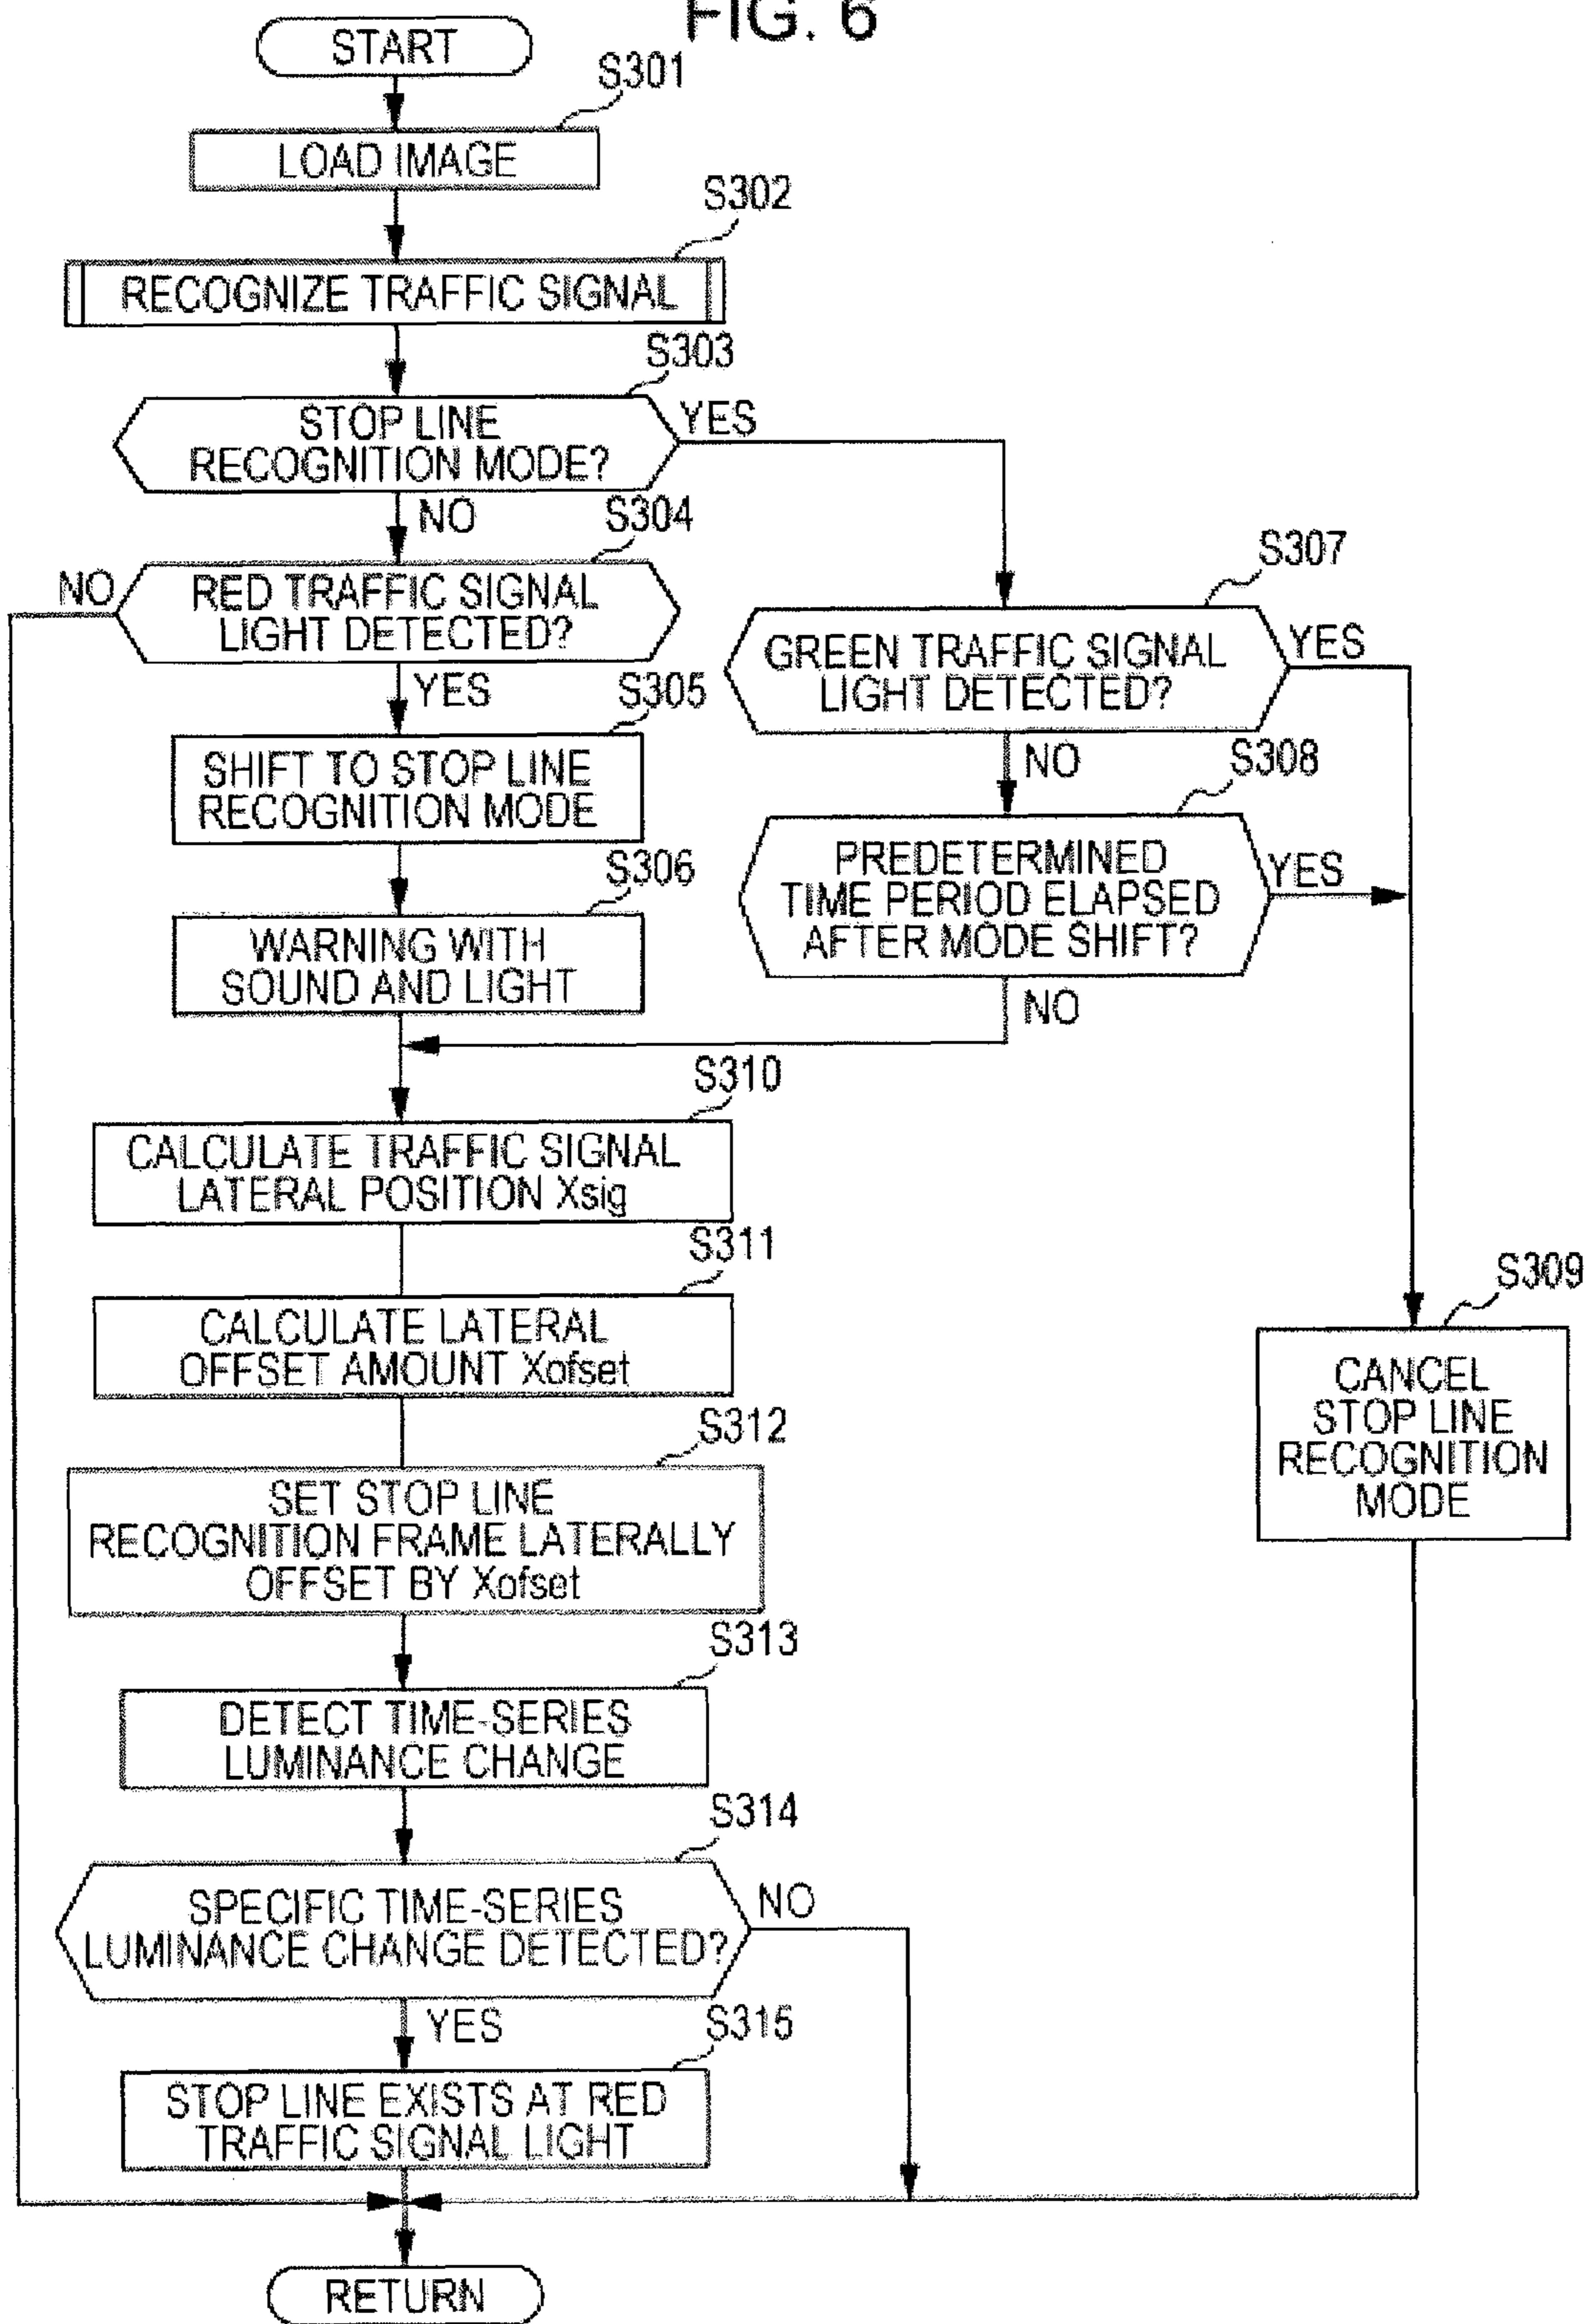 FIG. 6
START
S301
LOAD IMAGE
S302
RECOGNIZE TRAFFIC SIGNAL
S303
STOP LINE
RECOGNITION MODE?
YES
NO
S304
NO
RED TRAFFIC SIGNAL
LIGHT DETECTED?
YES
S305
SHIFT TO STOP LINE
RECOGNITION MODE
S306
WARNING WITH
SOUND AND LIGHT
S307
GREEN TRAFFIC SIGNAL
LIGHT DETECTED?
YES
NO
S308
PREDETERMINED
TIME PERIOD ELAPSED
AFTER MODE SHIFT?
YES
NO
S309
CANCEL
STOP LINE
RECOGNITION
MODE
S310
CALCULATE TRAFFIC SIGNAL
LATERAL POSITION Xsig
S311
CALCULATE LATERAL
OFFSET AMOUNT Xofset
S312
SET STOP LINE
RECOGNITION FRAME LATERALLY
OFFSET BY Xofset
S313
DETECT TIME-SERIES
LUMINANCE CHANGE
S314
SPECIFIC TIME-SERIES
LUMINANCE CHANGE DETECTED?
NO
YES
S315
STOP LINE EXISTS AT RED
TRAFFIC SIGNAL LIGHT
RETURN